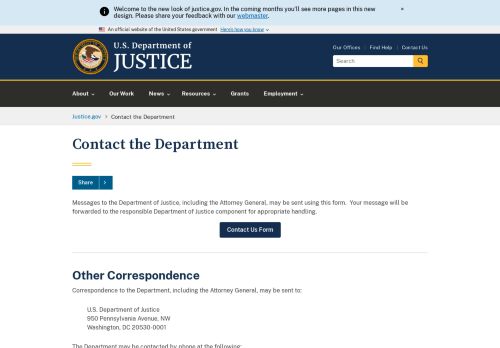 Welcome to the new look of justice.gov. In the coming months you'll see more pages in this new
design. Please share your feedback with our webmaster.
×
An official website of the United States government Here's how you know
U.S. Department of
JUSTICE
Our Offices | Find Help | Contact Us
Search
About Our Work News Resources Grants Employment
Justice.gov > Contact the Department
Contact the Department
Share >
Messages to the Department of Justice, including the Attorney General, may be sent using this form. Your message will be
forwarded to the responsible Department of Justice component for appropriate handling.
Contact Us Form
Other Correspondence
Correspondence to the Department, including the Attorney General, may be sent to:
U.S. Department of Justice
950 Pennsylvania Avenue, NW
Washington, DC 20530-0001
The Department may be contacted by phone at the following: